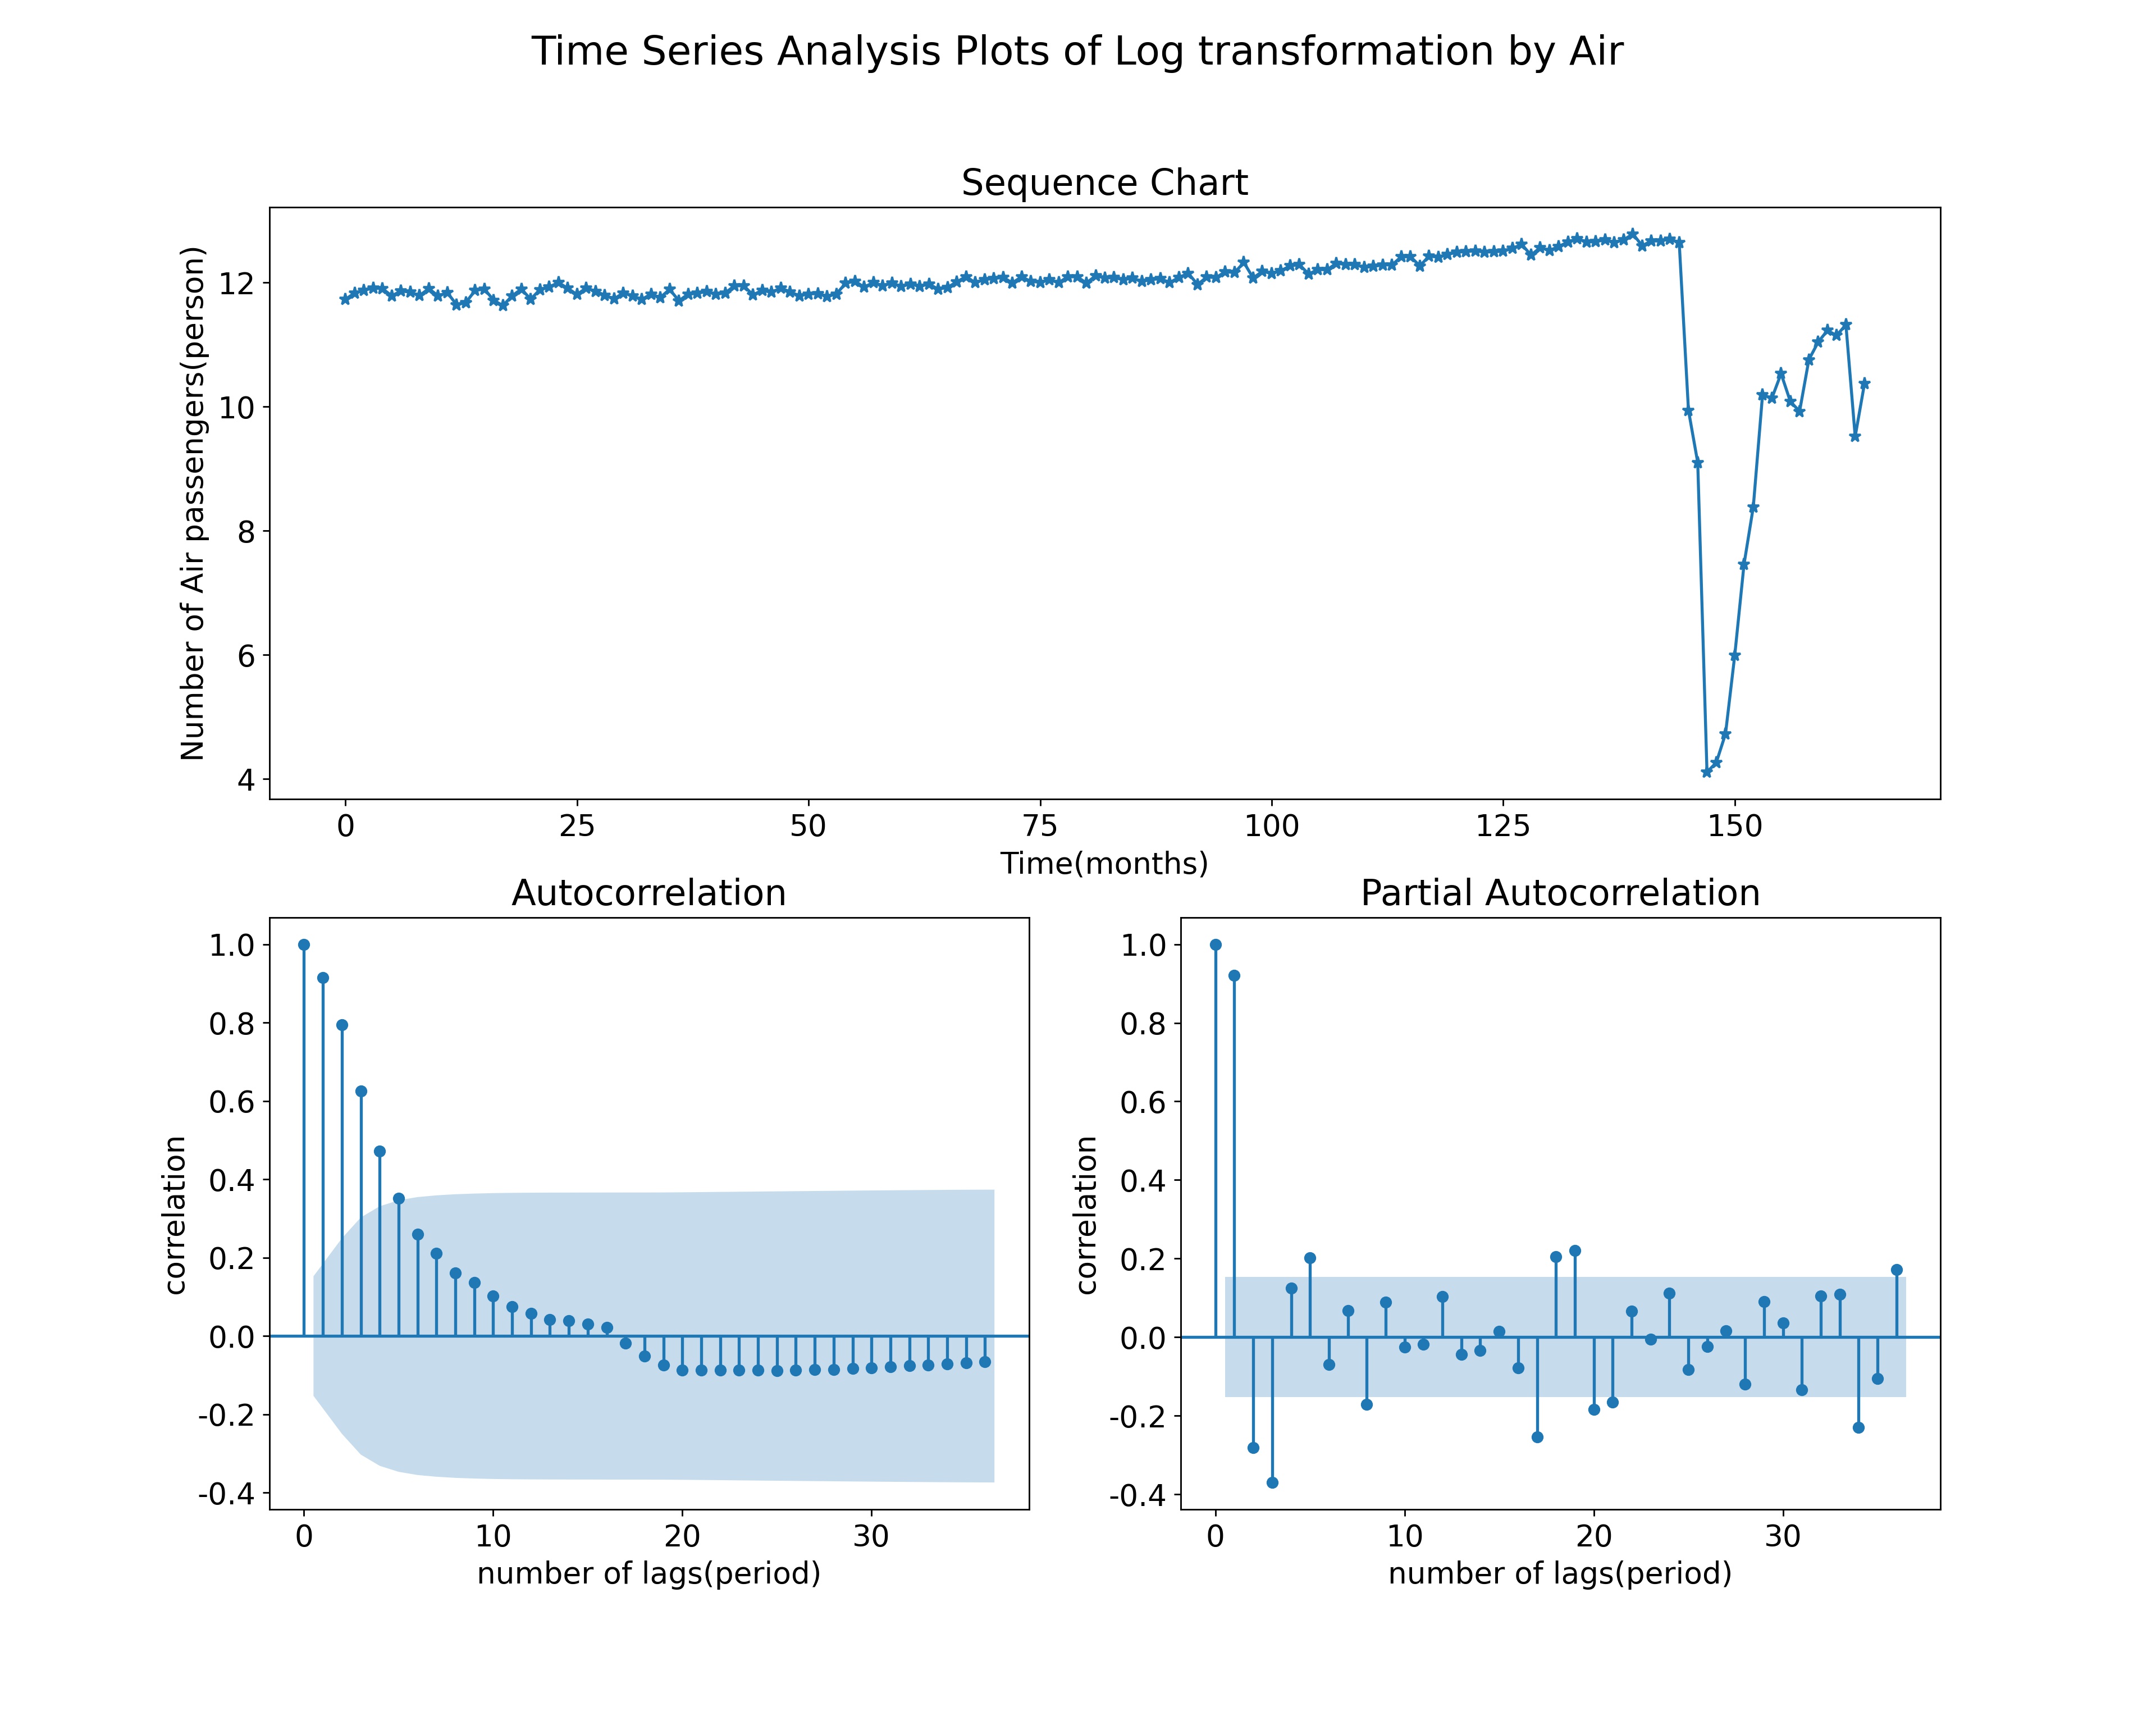 Time Series Analysis Plots of Log transformation by Air
Sequence Chart
Number of Air passengers(person)
12
10
8
6
4
0 25 50 75 100 125 150
Time(months)
Autocorrelation
correlation
1.0
0.8
0.6
0.4
0.2
0.0
-0.2
-0.4
0 10 20 30
number of lags(period)
Partial Autocorrelation
correlation
1.0
0.8
0.6
0.4
0.2
0.0
-0.2
-0.4
0 10 20 30
number of lags(period)